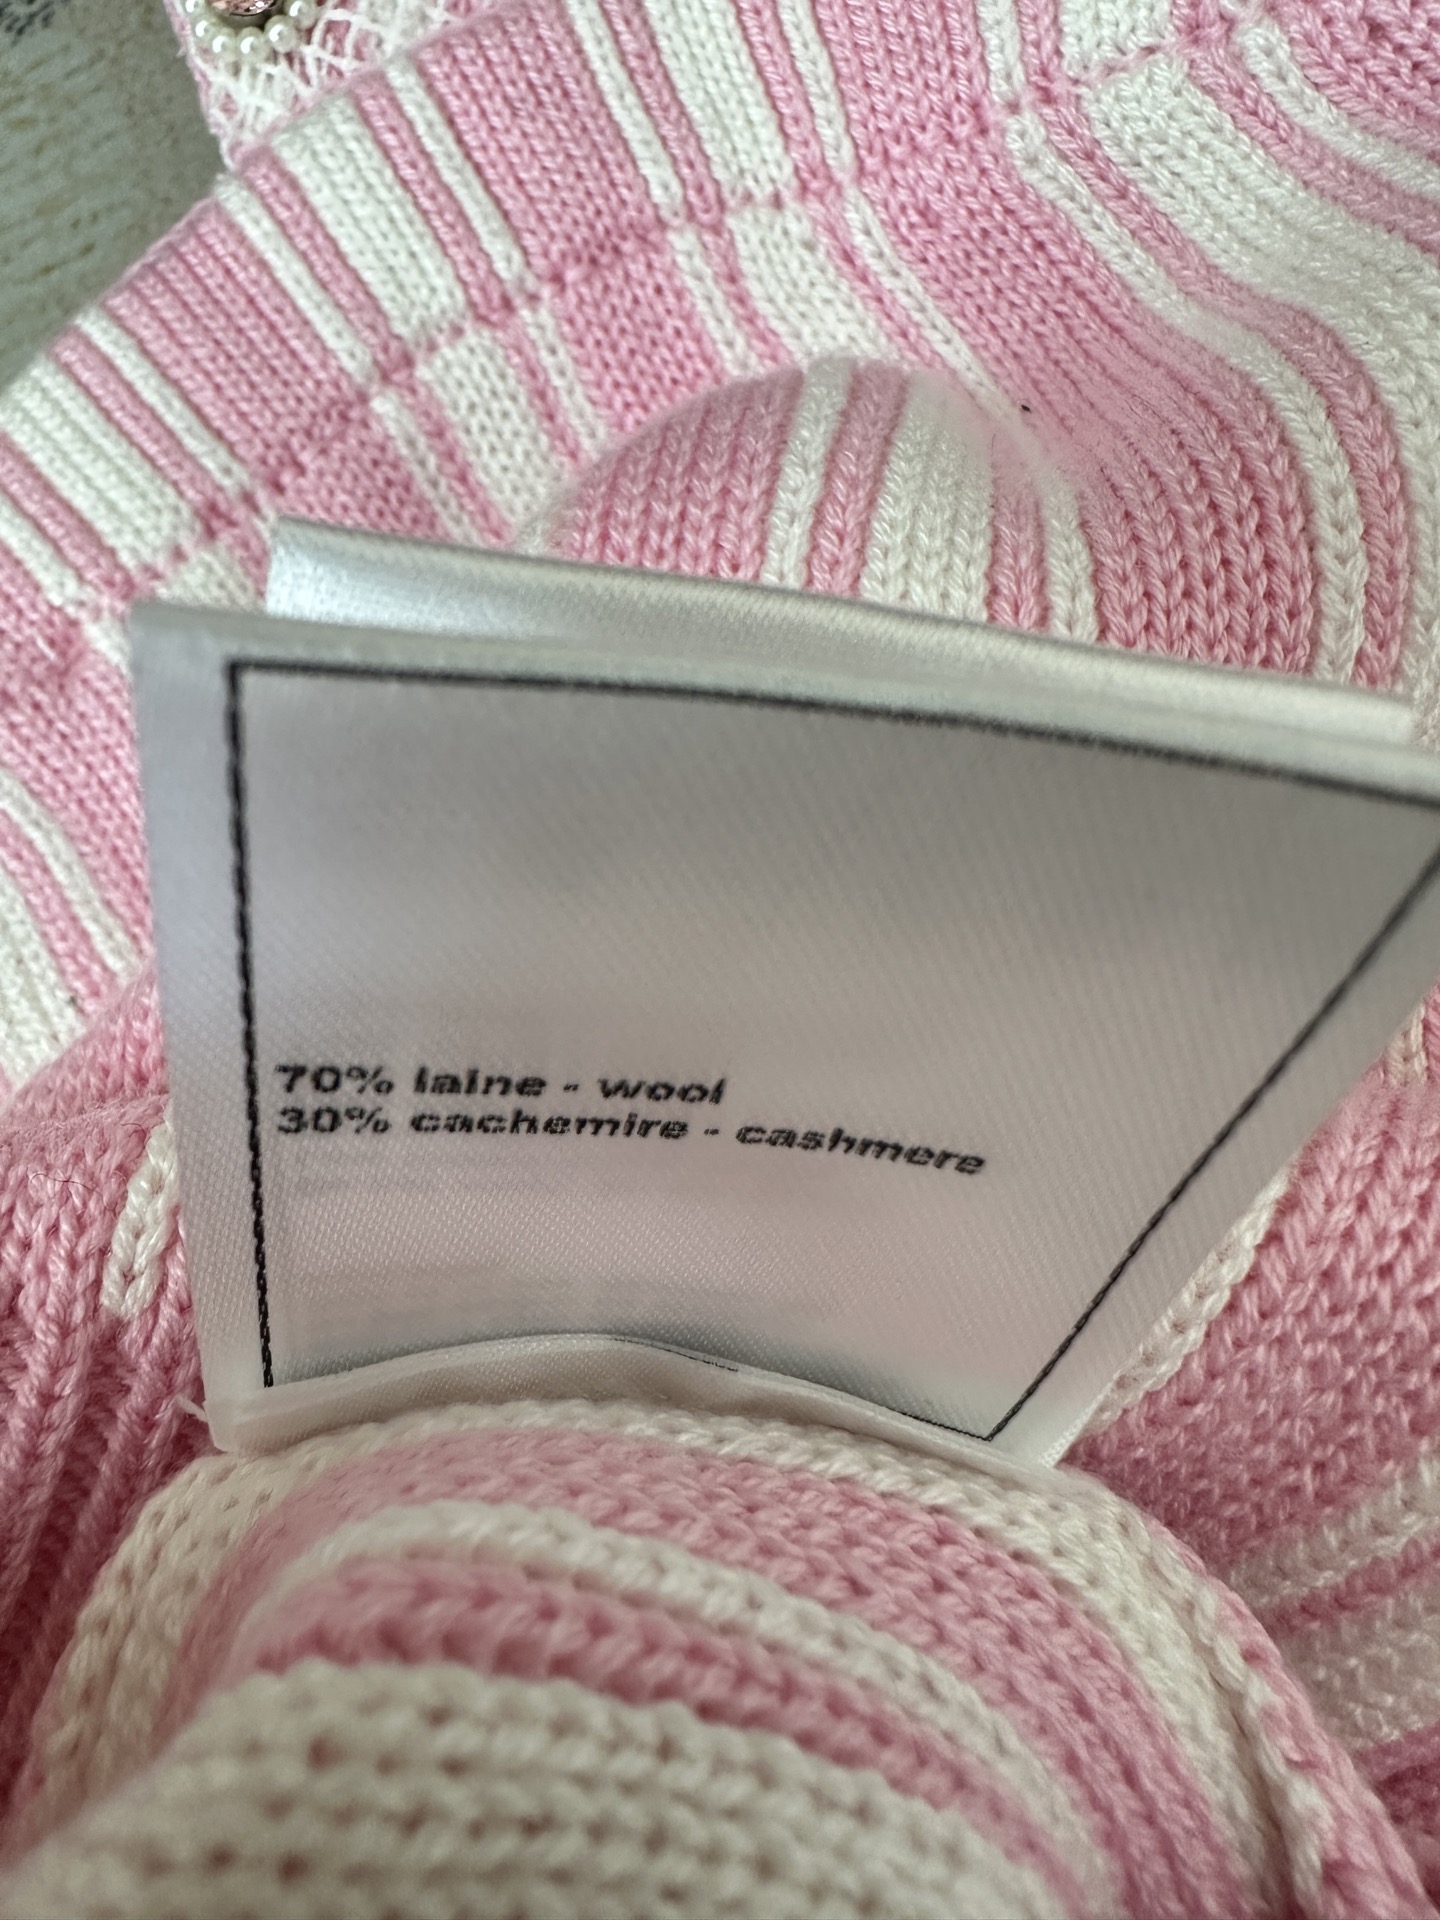 70% laine - wool
30% cachemire - cashmere